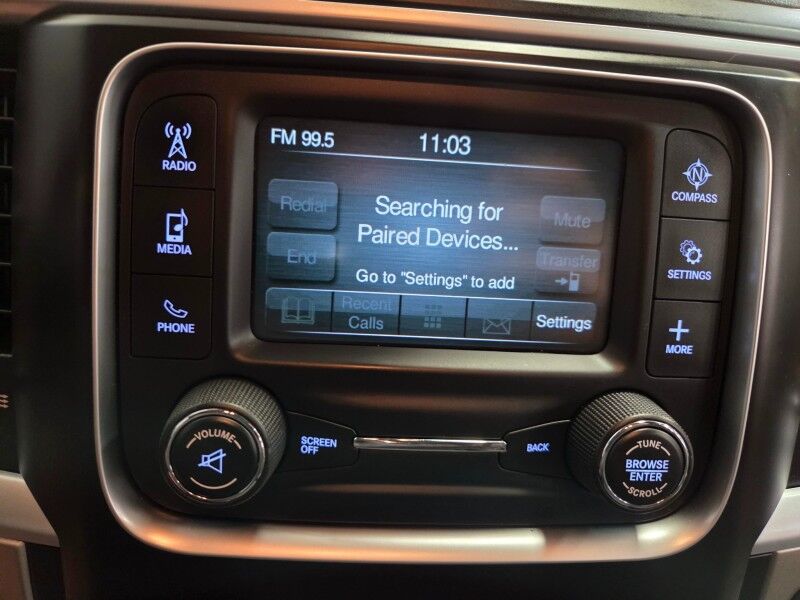 FM 99.5
11:03
RADIO
MEDIA
PHONE
Redial
End
Searching for
Paired Devices...
Go to "Settings" to add
Mute
Transfer
Recent
Calls
Settings
N
COMPASS
SETTINGS
MORE
VOLUME
SCREEN
OFF
BACK
TUNE
BROWSE
ENTER
SCROLL